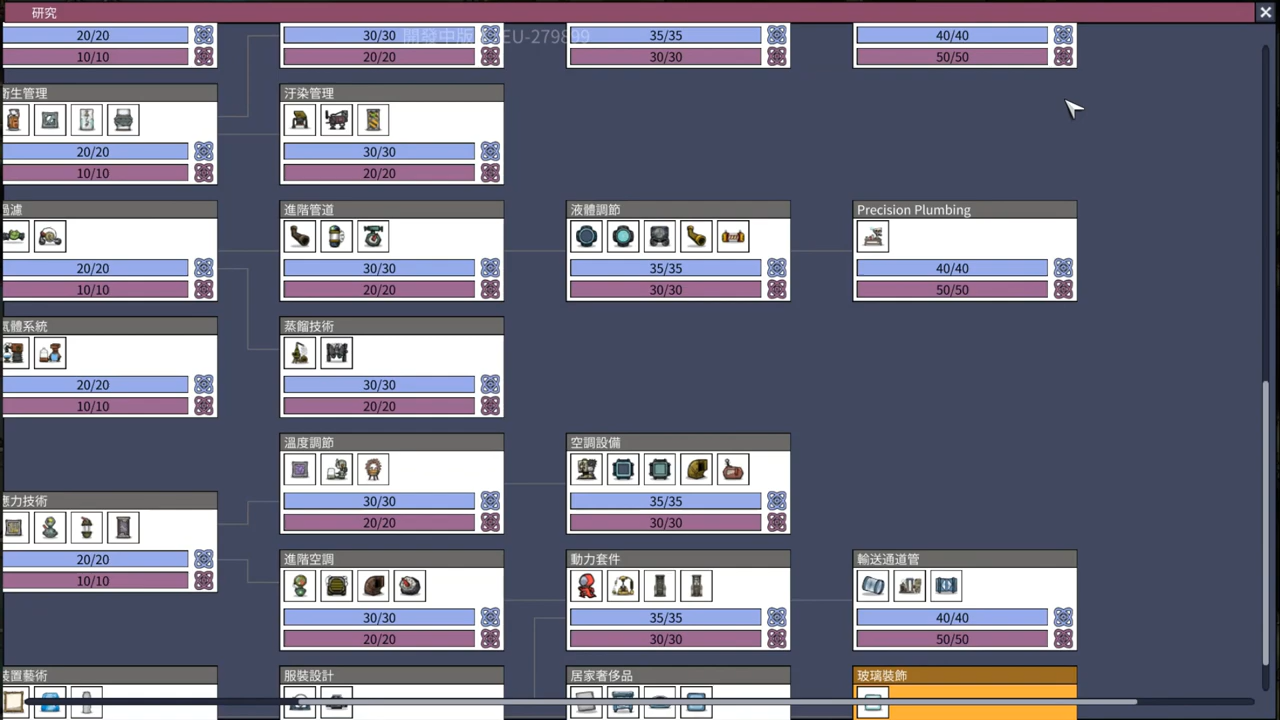 研究
開發中版 EU-279899
20/20
30/30
35/35
40/40
10/10
20/20
30/30
50/50
衛生管理
汙染管理
20/20
30/30
10/10
20/20
過濾
進階管道
液體調節
Precision Plumbing
20/20
30/30
35/35
40/40
10/10
20/20
30/30
50/50
氣體系統
蒸餾技術
20/20
30/30
10/10
20/20
溫度調節
空調設備
30/30
35/35
20/20
30/30
應力技術
20/20
10/10
進階空調
動力套件
輸送通道管
30/30
35/35
40/40
20/20
30/30
50/50
裝置藝術
服裝設計
居家奢侈品
玻璃裝飾